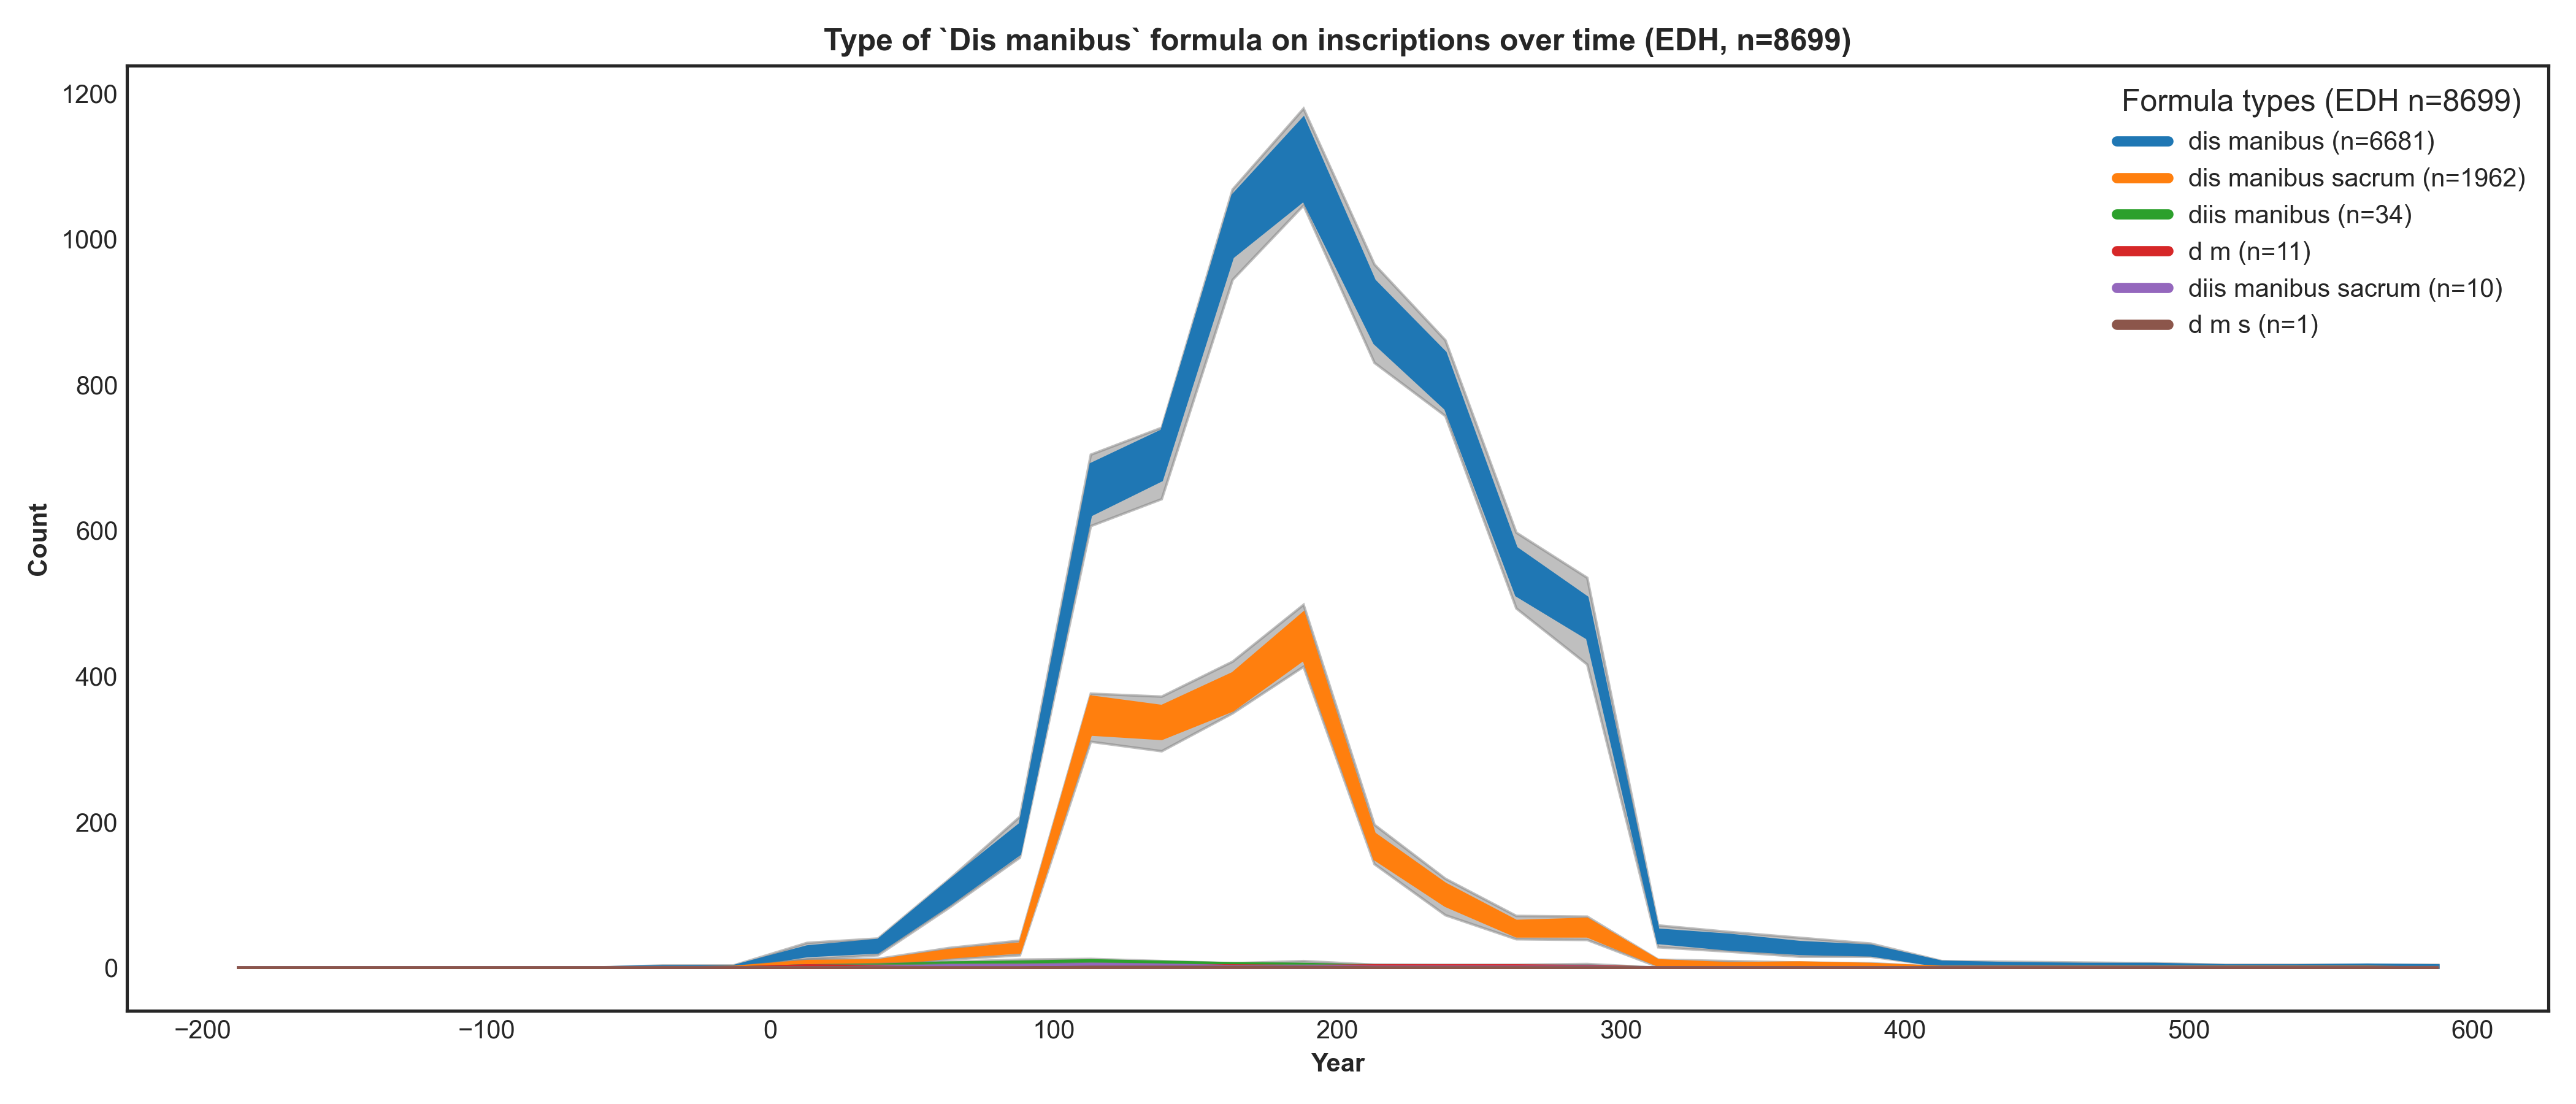 Type of `Dis manibus` formula on inscriptions over time (EDH, n=8699)
1200
1000
800
600
400
200
0
Count
−200
−100
0
100
200
300
400
500
600
Year
Formula types (EDH n=8699)
dis manibus (n=6681)
dis manibus sacrum (n=1962)
diis manibus (n=34)
d m (n=11)
diis manibus sacrum (n=10)
d m s (n=1)